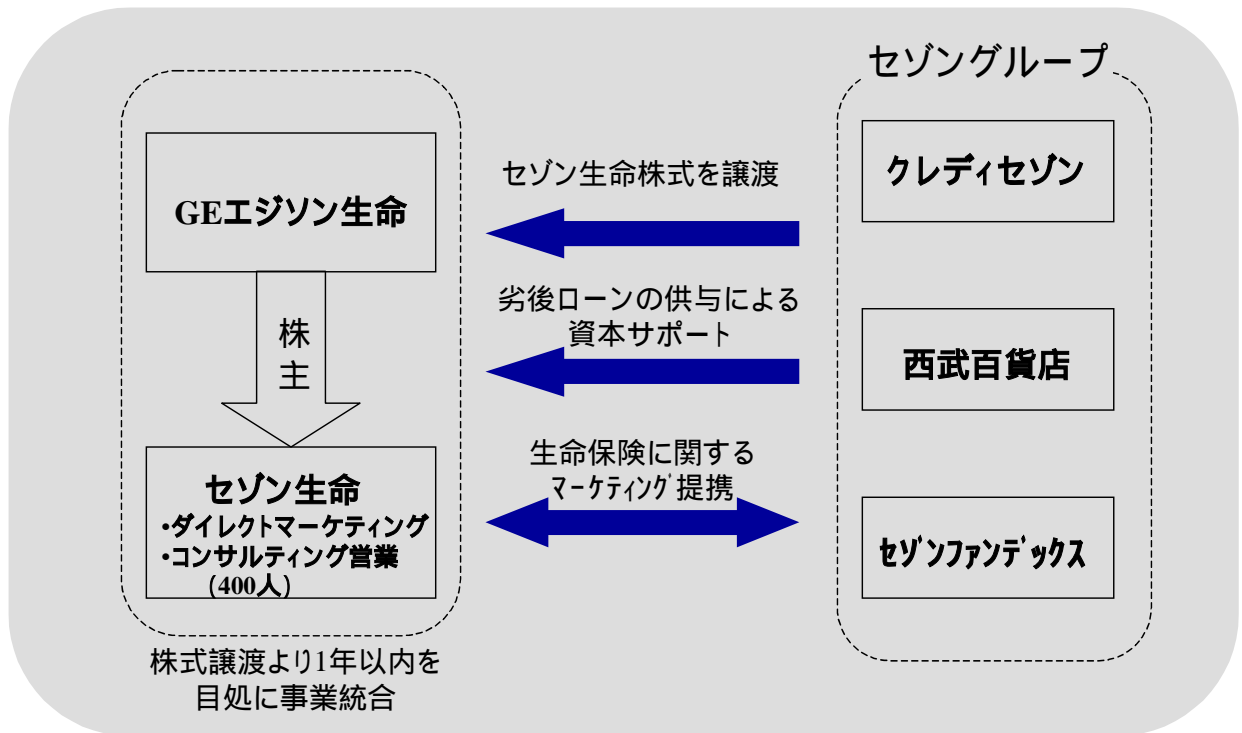 GEエジソン生命
株
主
セゾン生命
・ダイレクトマーケティング
・コンサルティング営業
(400人)
株式譲渡より1年以内を
目処に事業統合
セゾン生命株式を譲渡
劣後ローンの供与による
資本サポート
生命保険に関する
ﾏｰｹﾃｨﾝｸﾞ提携
セゾングループ
クレディセゾン
西武百貨店
ｾｿﾞﾝﾌｧﾝﾃﾞｯｸｽ